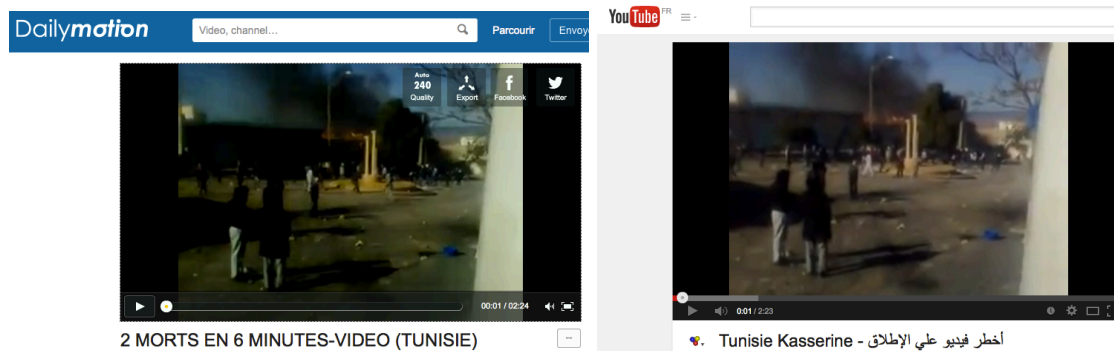 Dailymotion
Video, channel...
Parcourir
Envoye
Auto
240
Quality
Export
Facebook
Twitter
00:01 / 02:24
2 MORTS EN 6 MINUTES-VIDEO (TUNISIE)
YouTube FR
0:01 / 2:23
Tunisie Kasserine - أخطر فيديو علي الإطلاق